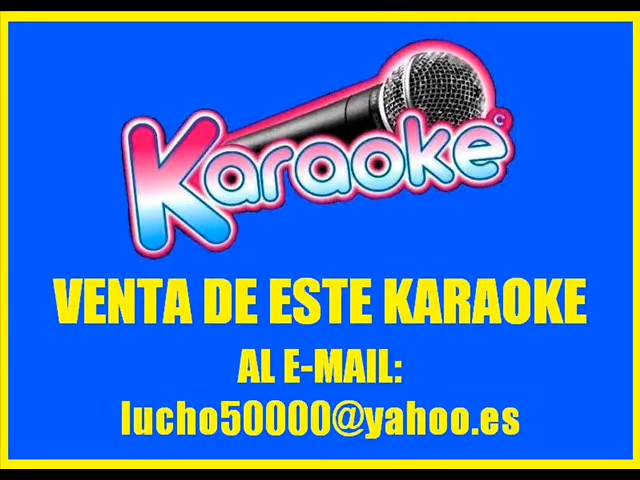 Karaoke
©
VENTA DE ESTE KARAOKE
AL E-MAIL:
lucho50000@yahoo.es